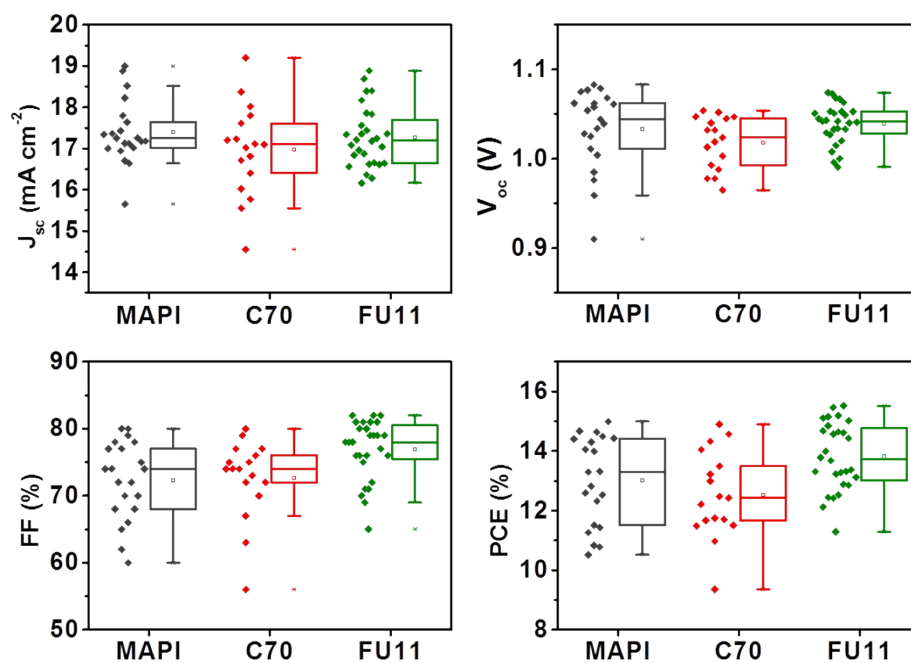 20
19
18
17
16
15
14
J_sc (mA cm⁻²)
MAPI C70 FU11
1.1
1.0
0.9
V_oc (V)
MAPI C70 FU11
90
80
70
60
50
FF (%)
MAPI C70 FU11
16
14
12
10
8
PCE (%)
MAPI C70 FU11